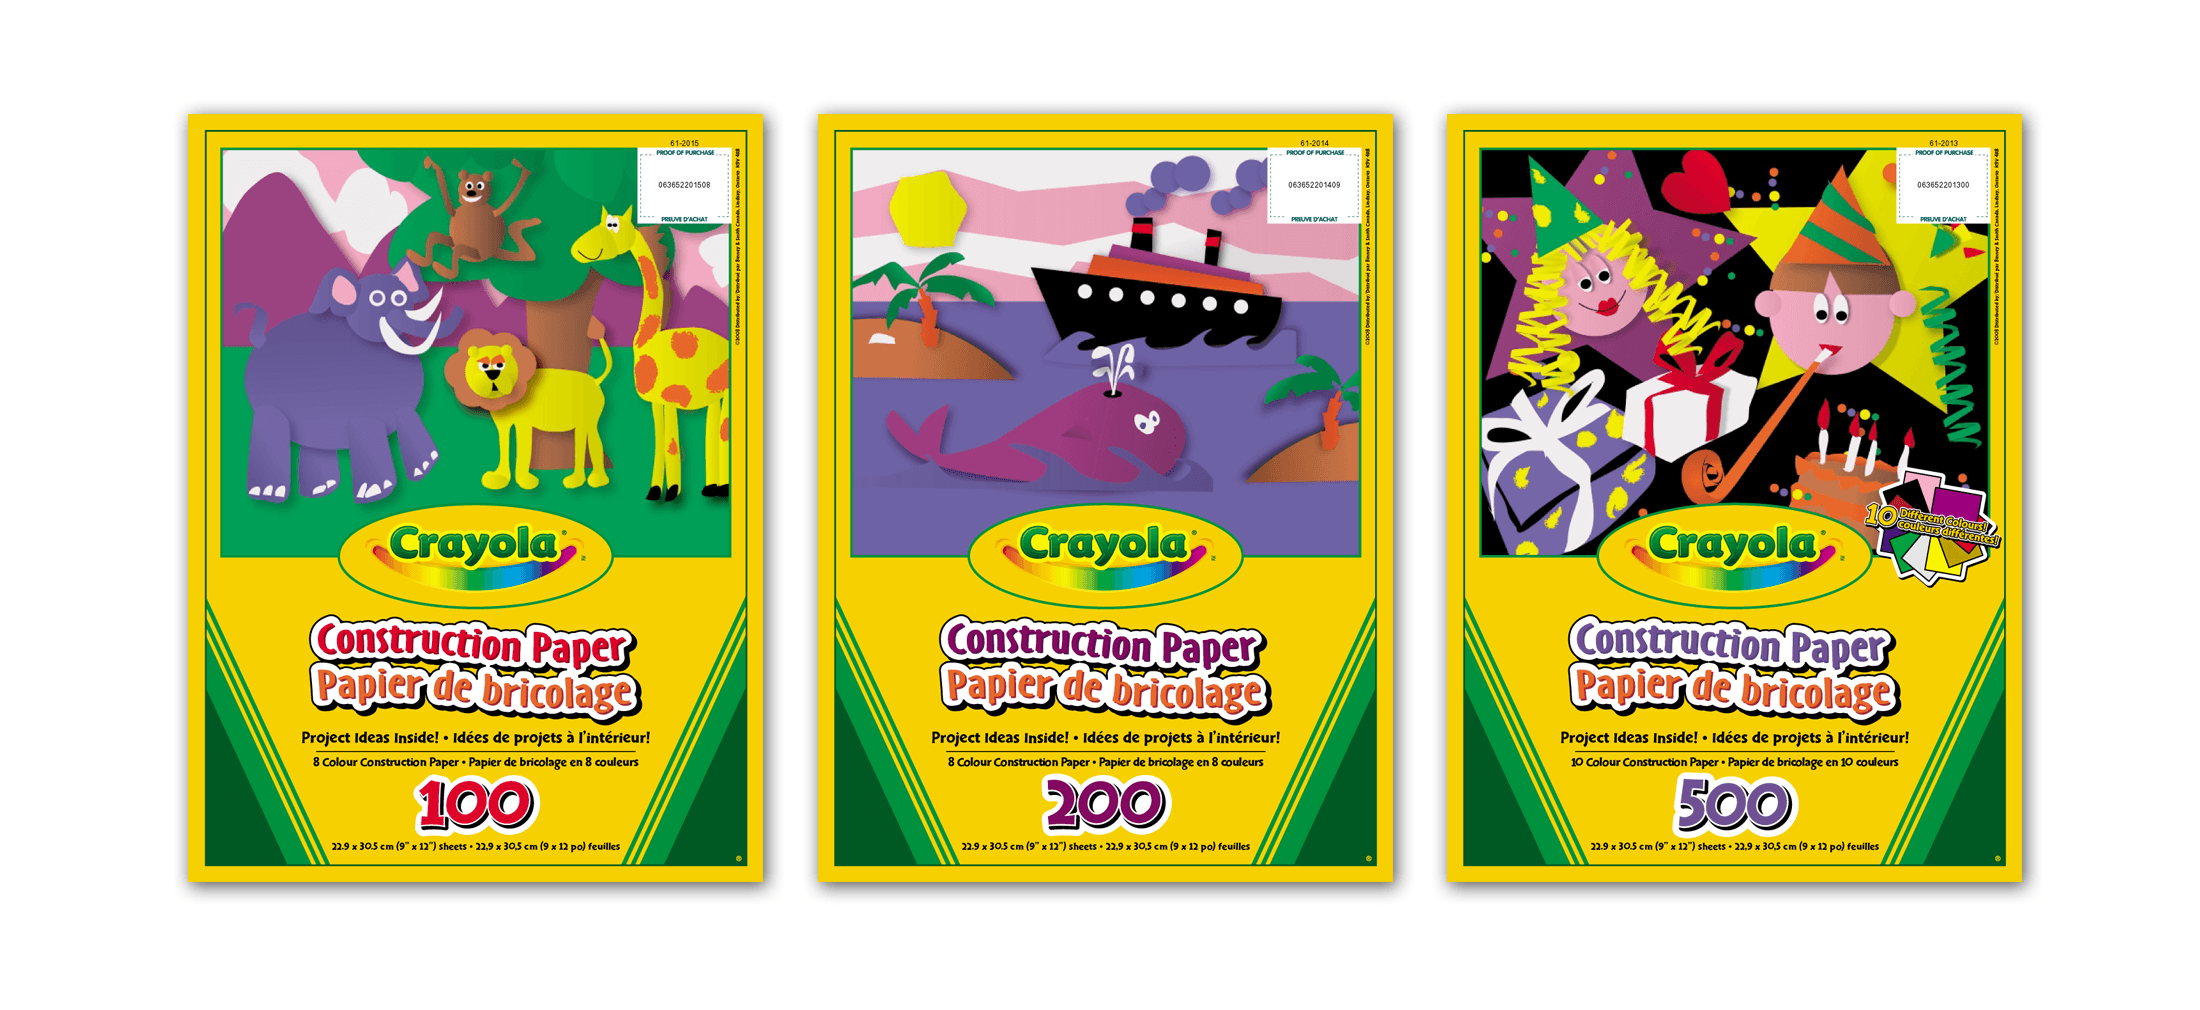 61-2015
PROOF OF PURCHASE
063652201508
PREUVE D'ACHAT
Crayola
Construction Paper
Papier de bricolage
Project Ideas Inside! • Idées de projets à l'intérieur!
8 Colour Construction Paper • Papier de bricolage en 8 couleurs
100
22.9 x 30.5 cm (9" x 12") sheets • 22,9 x 30,5 cm (9 x 12 po) feuilles
61-2014
PROOF OF PURCHASE
063652201409
PREUVE D'ACHAT
Crayola
Construction Paper
Papier de bricolage
Project Ideas Inside! • Idées de projets à l'intérieur!
8 Colour Construction Paper • Papier de bricolage en 8 couleurs
200
22.9 x 30.5 cm (9" x 12") sheets • 22,9 x 30,5 cm (9 x 12 po) feuilles
61-2013
PROOF OF PURCHASE
063652201300
PREUVE D'ACHAT
10 Different Colours!
couleurs différentes!
Crayola
Construction Paper
Papier de bricolage
Project Ideas Inside! • Idées de projets à l'intérieur!
10 Colour Construction Paper • Papier de bricolage en 10 couleurs
500
22.9 x 30.5 cm (9" x 12") sheets • 22,9 x 30,5 cm (9 x 12 po) feuilles